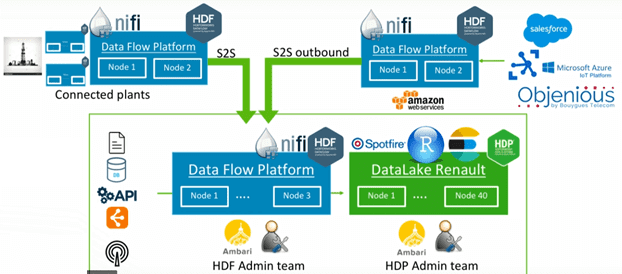 nifi
HDF
Data Flow Platform
Node 1
Node 2
Connected plants
S2S
S2S outbound
nifi
HDF
Data Flow Platform
Node 1
Node 2
amazon
webservices
salesforce
Microsoft Azure
IoT Platform
Objenious
by Bouygues Telecom
DB
API
nifi
HDF
Data Flow Platform
Node 1
....
Node 3
Ambari
HDF Admin team
Spotfire
R
HDP
DataLake Renault
Node 1
....
Node 40
Ambari
HDP Admin team